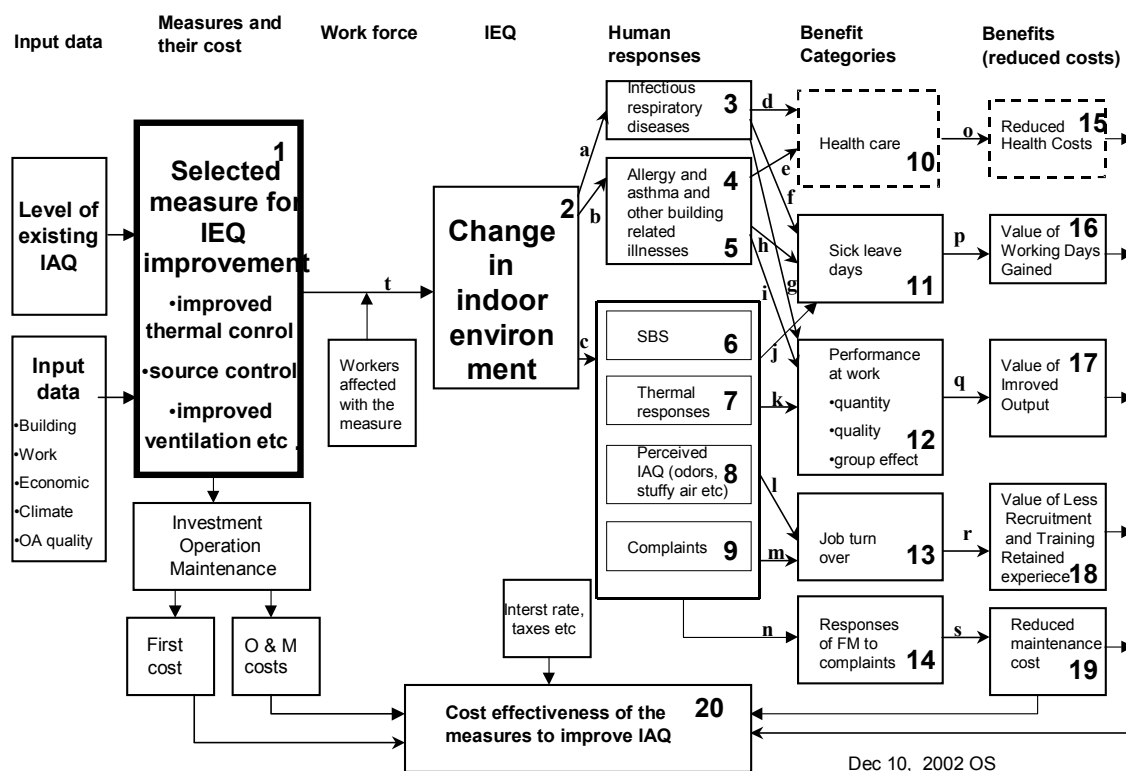 Input data
Measures and
their cost
Work force
IEQ
Human
responses
Benefit
Categories
Benefits
(reduced costs)
Level of
existing
IAQ
Input
data
•Building
•Work
•Economic
•Climate
•OA quality
1
Selected
measure for
IEQ
improvement
•improved
thermal conrol
•source control
•improved
ventilation etc .
Investment
Operation
Maintenance
First
cost
O & M
costs
t
Workers
affected
with the
measure
2
Change
in
indoor
environ
ment
a
b
c
Infectious
respiratory
diseases
3
Allergy and
asthma and
other building
related
illnesses
4
5
SBS
6
Thermal
responses
7
Perceived
IAQ (odors,
stuffy air etc)
8
Complaints
9
d
e
f
h
g
i
j
k
l
m
n
Health care
10
Sick leave
days
11
Performance
at work
•quantity
•quality
•group effect
12
Job turn
over
13
Responses
of FM to
complaints
14
o
p
q
r
s
Reduced
Health Costs
15
Value of
Working Days
Gained
16
Value of
Imroved
Output
17
Value of Less
Recruitment
and Training
Retained
experiece
18
Reduced
maintenance
cost
19
Interst rate,
taxes etc
Cost effectiveness of the
measures to improve IAQ
20
Dec 10, 2002 OS